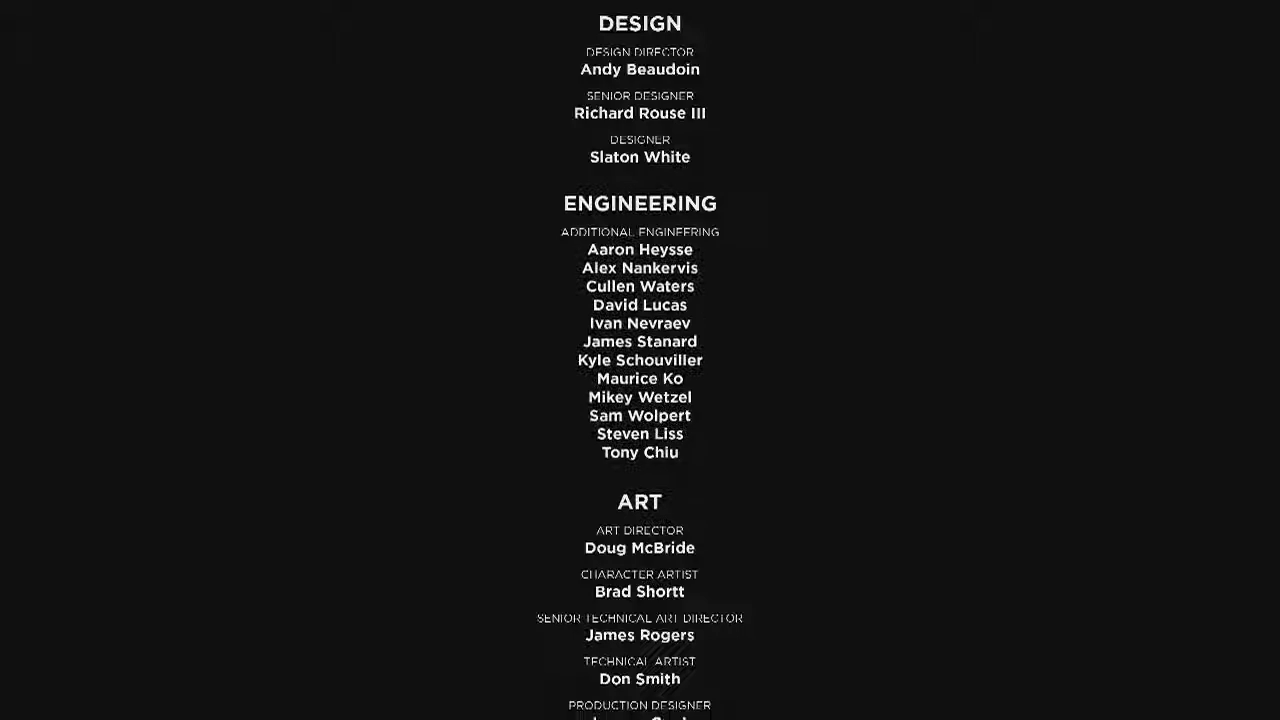 DESIGN
DESIGN DIRECTOR
Andy Beaudoin
SENIOR DESIGNER
Richard Rouse III
DESIGNER
Slaton White
ENGINEERING
ADDITIONAL ENGINEERING
Aaron Heysse
Alex Nankervis
Cullen Waters
David Lucas
Ivan Nevraev
James Stanard
Kyle Schouviller
Maurice Ko
Mikey Wetzel
Sam Wolpert
Steven Liss
Tony Chiu
ART
ART DIRECTOR
Doug McBride
CHARACTER ARTIST
Brad Shortt
SENIOR TECHNICAL ART DIRECTOR
James Rogers
TECHNICAL ARTIST
Don Smith
PRODUCTION DESIGNER